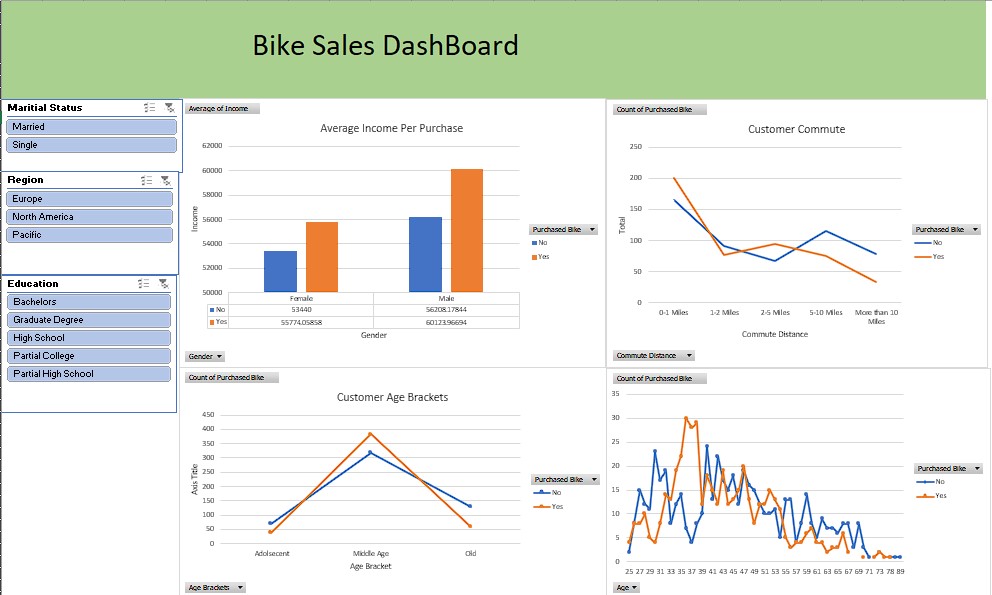 Bike Sales DashBoard
Maritial Status
Married
Single
Region
Europe
North America
Pacific
Education
Bachelors
Graduate Degree
High School
Partial College
Partial High School
Average of Income
Average Income Per Purchase
62000
60000
58000
56000
54000
52000
50000
Income
Female Male
No 53440 56208.17844
Yes 55774.05858 60123.96694
Gender
Purchased Bike
No
Yes
Gender
Count of Purchased Bike
Customer Commute
250
200
150
100
50
0
Total
0-1 Miles 1-2 Miles 2-5 Miles 5-10 Miles More than 10
Miles
Commute Distance
Purchased Bike
No
Yes
Commute Distance
Count of Purchased Bike
Customer Age Brackets
450
400
350
300
250
200
150
100
50
0
Axis Title
Adolsecent Middle Age Old
Age Bracket
Purchased Bike
No
Yes
Age Brackets
Count of Purchased Bike
35
30
25
20
15
10
5
0
25 27 29 31 33 35 37 39 41 43 45 47 49 51 53 55 57 59 61 63 65 67 69 71 73 78 89
Purchased Bike
No
Yes
Age